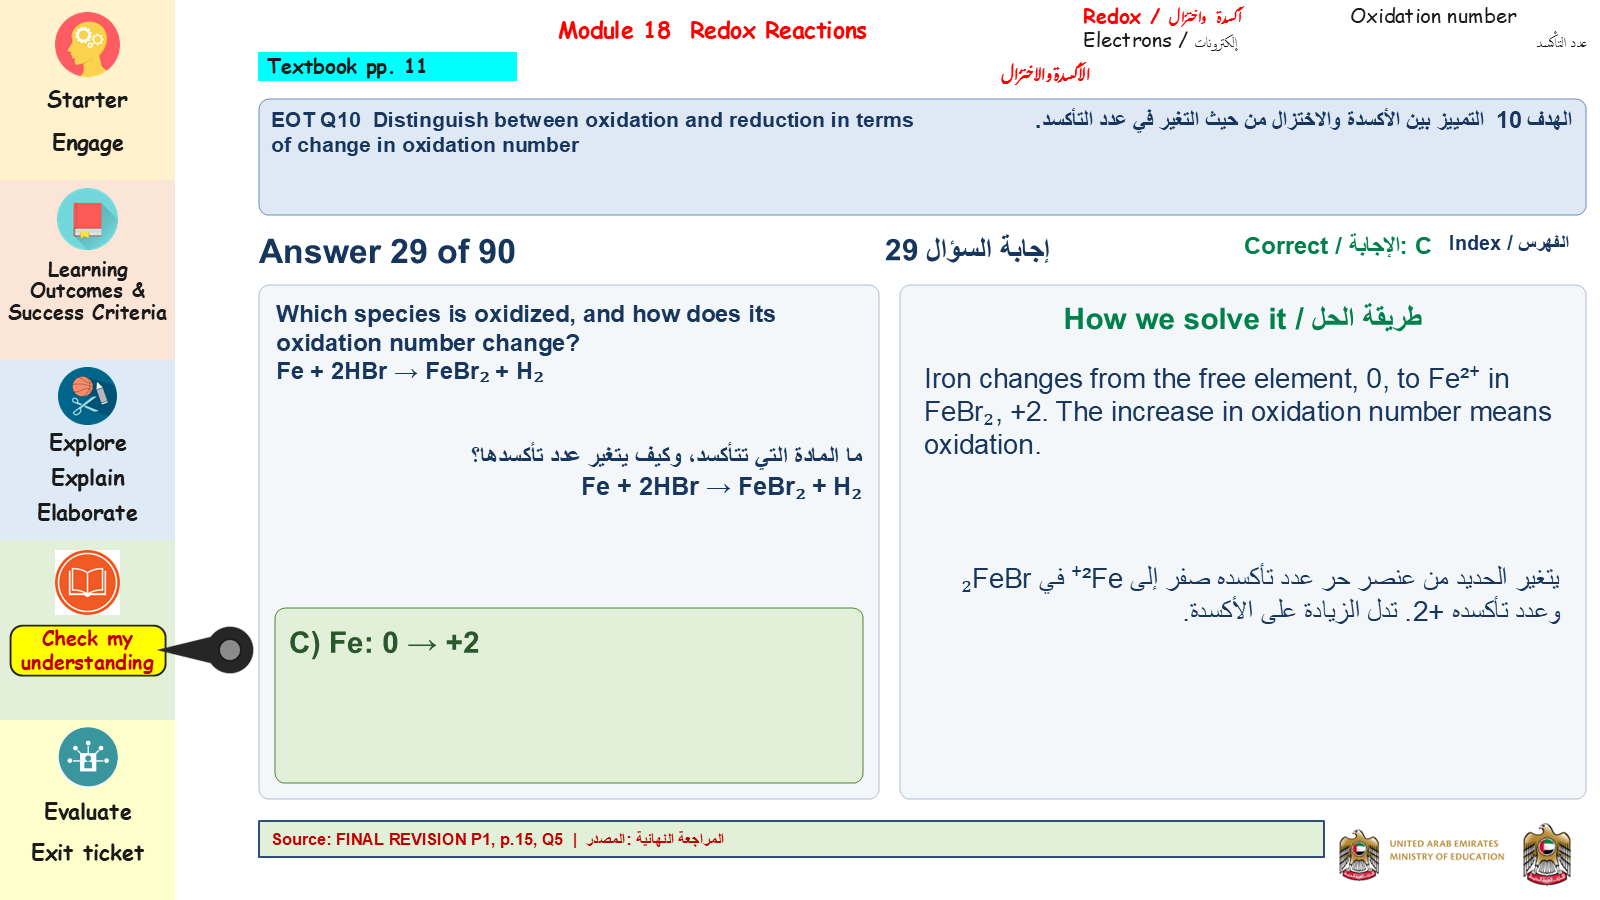 Starter
Engage
Learning
Outcomes &
Success Criteria
Explore
Explain
Elaborate
Check my
understanding
Evaluate
Exit ticket
Module 18  Redox Reactions
Redox / أكسدة واختزال
Electrons / إلكترونات
Oxidation number
عدد التأكسد
Textbook pp. 11
الأكسدة والاختزال
EOT Q10  Distinguish between oxidation and reduction in terms
of change in oxidation number
الهدف 10  التمييز بين الأكسدة والاختزال من حيث التغير في عدد التأكسد.
Answer 29 of 90
إجابة السؤال 29
Correct / الإجابة: C
Index / الفهرس
Which species is oxidized, and how does its
oxidation number change?
Fe + 2HBr → FeBr₂ + H₂
ما المادة التي تتأكسد، وكيف يتغير عدد تأكسدها؟
Fe + 2HBr → FeBr₂ + H₂
C) Fe: 0 → +2
How we solve it / طريقة الحل
Iron changes from the free element, 0, to Fe²⁺ in
FeBr₂, +2. The increase in oxidation number means
oxidation.
يتغير الحديد من عنصر حر عدد تأكسده صفر إلى Fe²⁺ في FeBr₂
وعدد تأكسده +2. تدل الزيادة على الأكسدة.
Source: FINAL REVISION P1, p.15, Q5  |  المراجعة النهائية :المصدر
UNITED ARAB EMIRATES
MINISTRY OF EDUCATION